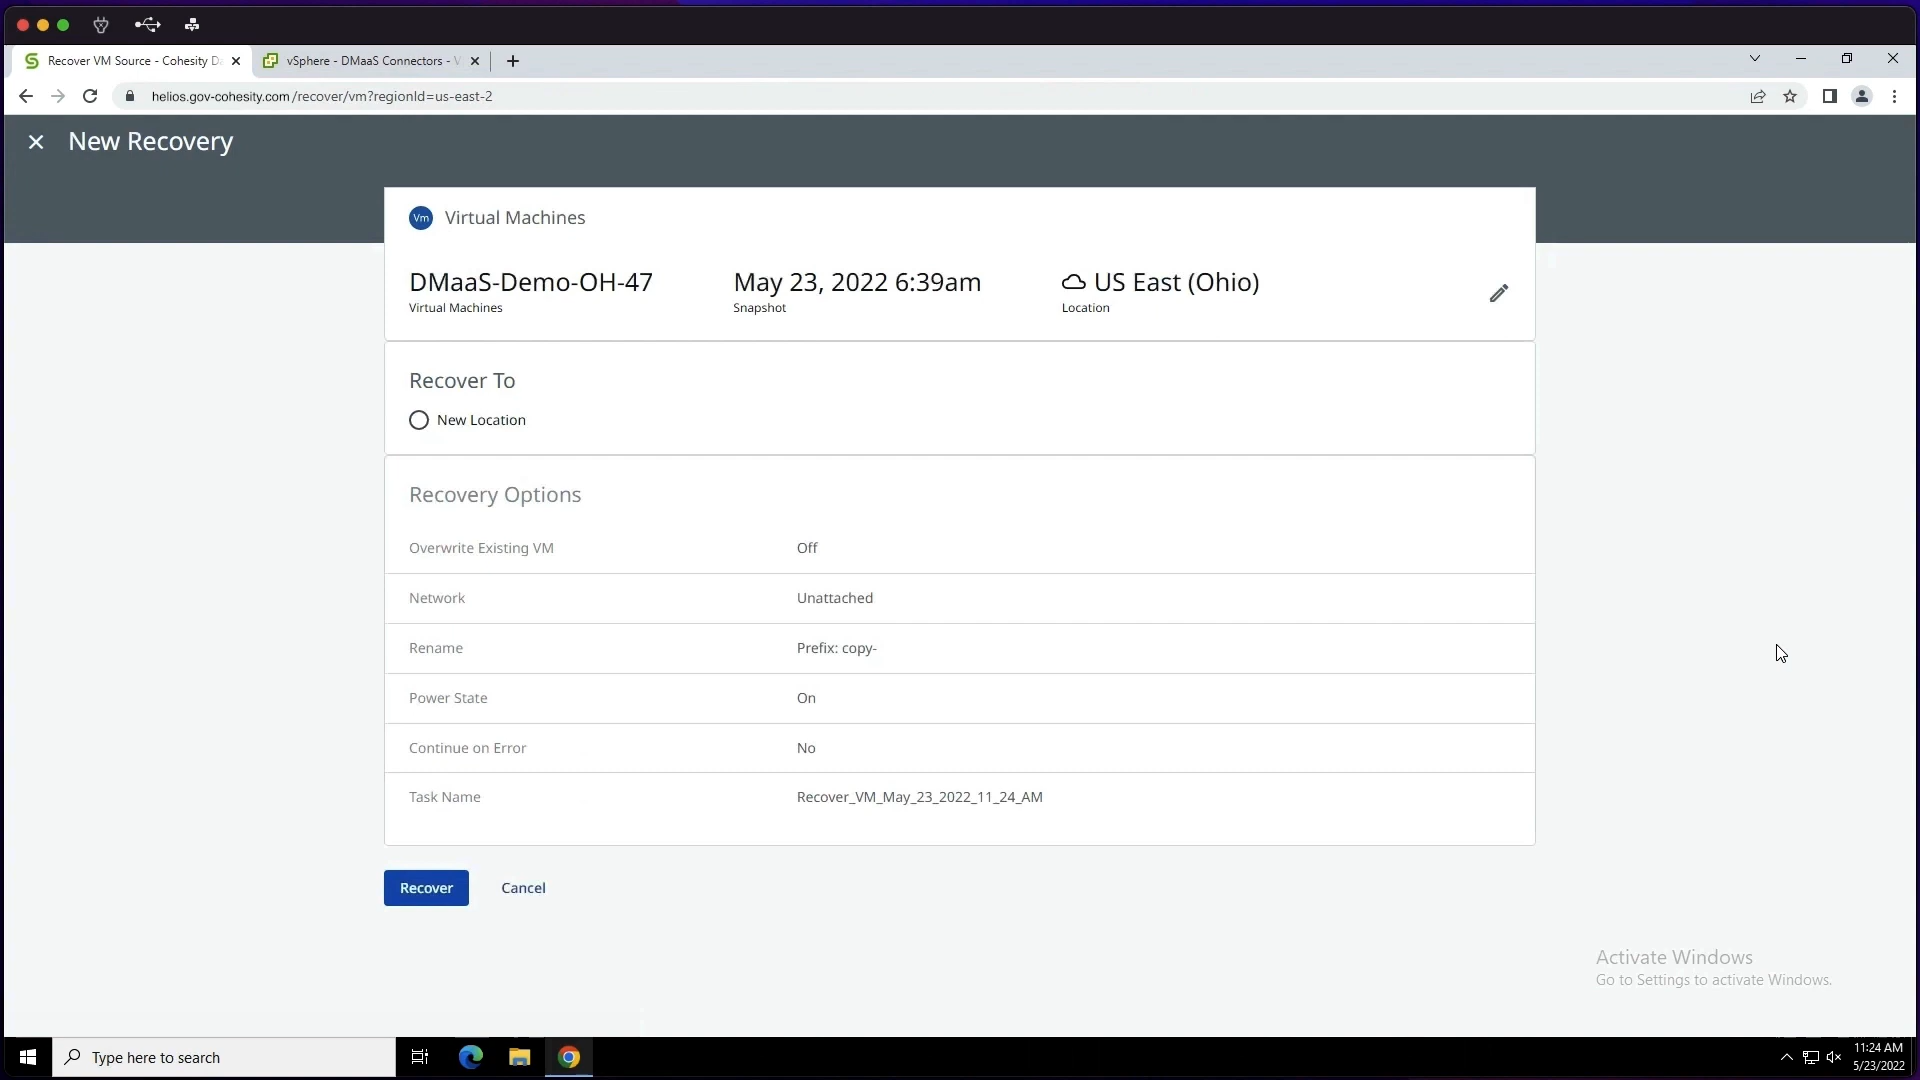 Recover VM Source - Cohesity D
vSphere - DMaaS Connectors - V
helios.gov-cohesity.com/recover/vm?regionId=us-east-2
New Recovery
Vm Virtual Machines
DMaaS-Demo-OH-47 May 23, 2022 6:39am US East (Ohio)
Virtual Machines Snapshot Location
Recover To
New Location
Recovery Options
Overwrite Existing VM Off
Network Unattached
Rename Prefix: copy-
Power State On
Continue on Error No
Task Name Recover_VM_May_23_2022_11_24_AM
Recover Cancel
Activate Windows
Go to Settings to activate Windows.
Type here to search
11:24 AM
5/23/2022